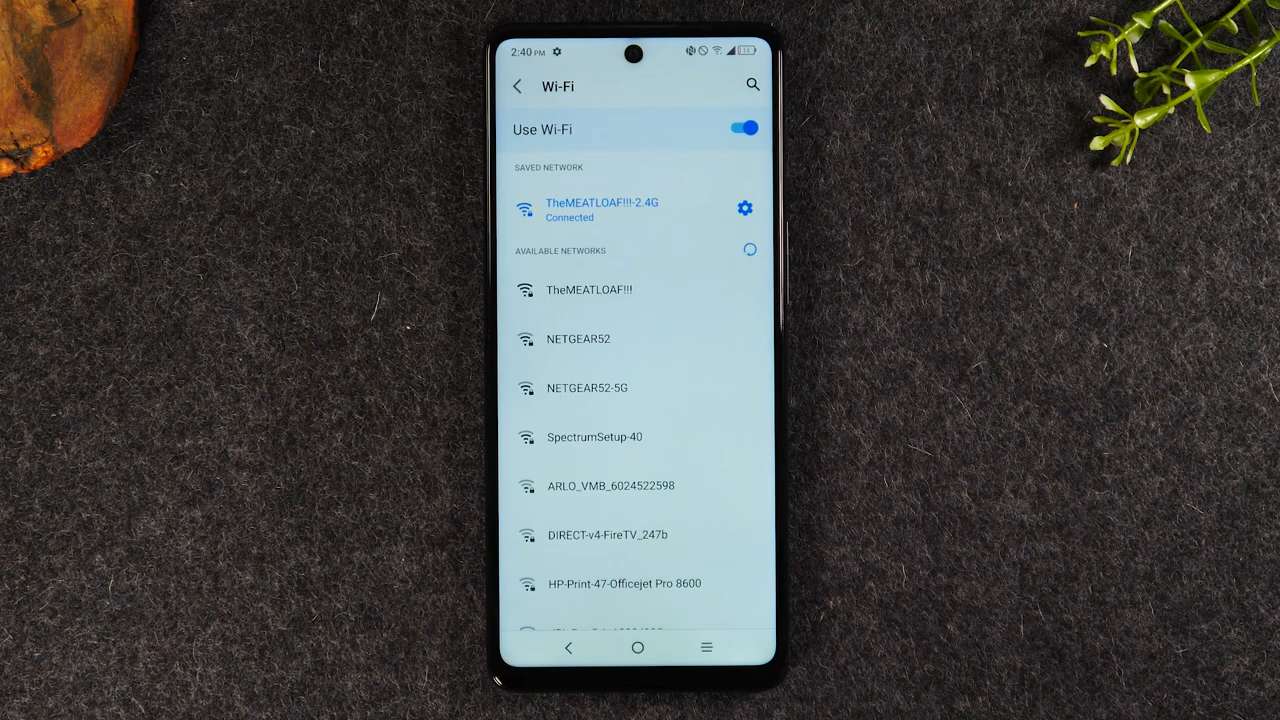 2:40 PM
Wi-Fi
Use Wi-Fi
SAVED NETWORK
TheMEATLOAF!!!-2.4G
Connected
AVAILABLE NETWORKS
TheMEATLOAF!!!
NETGEAR52
NETGEAR52-5G
SpectrumSetup-40
ARLO_VMB_6024522598
DIRECT-v4-FireTV_247b
HP-Print-47-Officejet Pro 8600